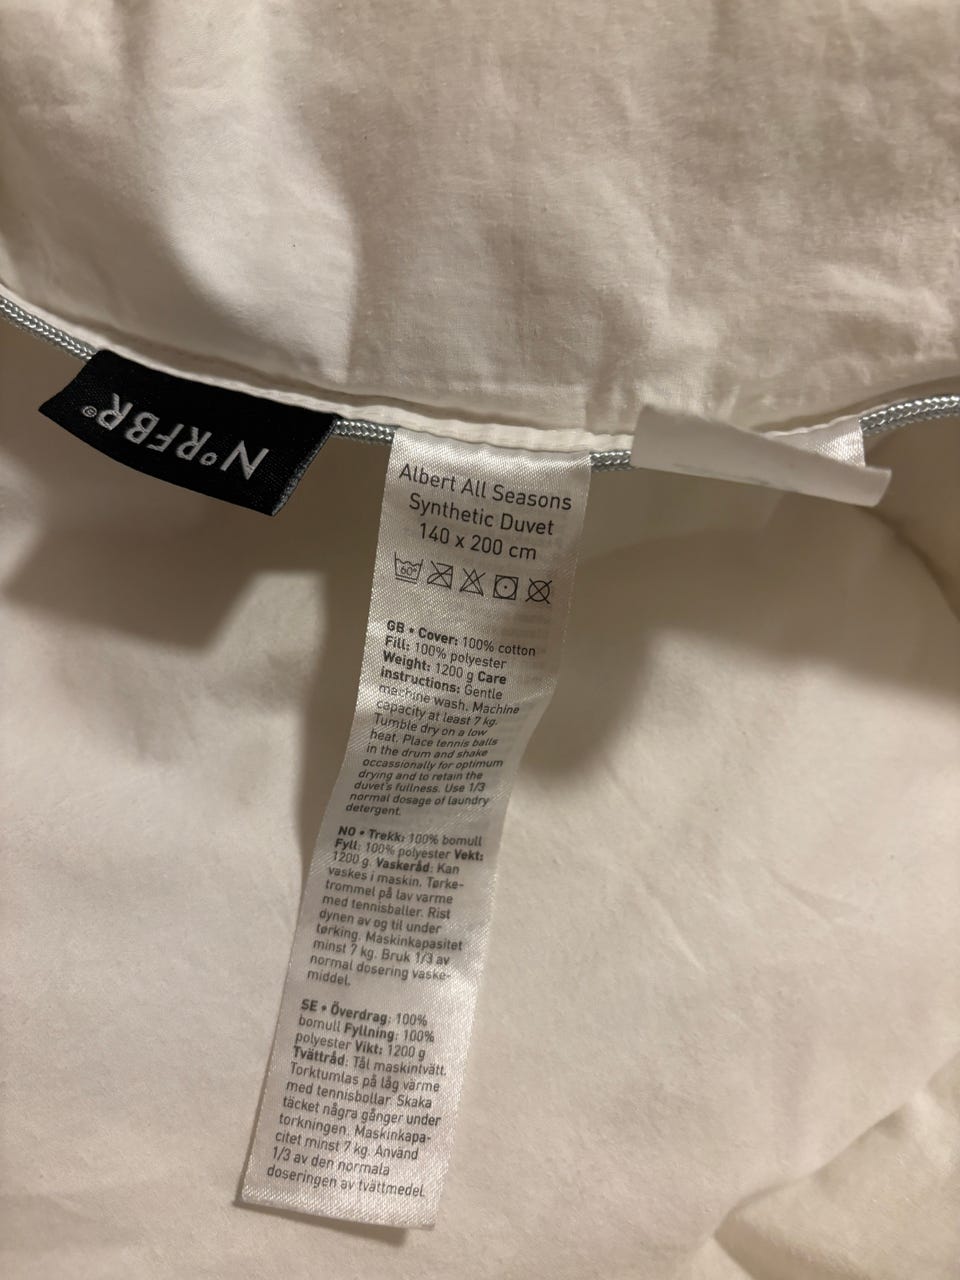 N°RFBR®
Albert All Seasons
Synthetic Duvet
140 x 200 cm
60°
GB • Cover: 100% cotton
Fill: 100% polyester
Weight: 1200 g Care
instructions: Gentle
machine wash. Machine
capacity at least 7 kg.
Tumble dry on a low
heat. Place tennis balls
in the drum and shake
occassionally for optimum
drying and to retain the
duvet's fullness. Use 1/3
normal dosage of laundry
detergent.
NO • Trekk: 100% bomull
Fyll: 100% polyester Vekt:
1200 g. Vaskeråd: Kan
vaskes i maskin. Tørke-
trommel på lav varme
med tennisballer. Rist
dynen av og til under
tørking. Maskinkapasitet
minst 7 kg. Bruk 1/3 av
normal dosering vaske-
middel.
SE • Överdrag: 100%
bomull Fyllning: 100%
polyester Vikt: 1200 g
Tvättråd: Tål maskintvätt.
Torktumlas på låg värme
med tennisbollar. Skaka
täcket några gånger under
torkningen. Maskinkapa-
citet minst 7 kg. Använd
1/3 av den normala
doseringen av tvättmedel.